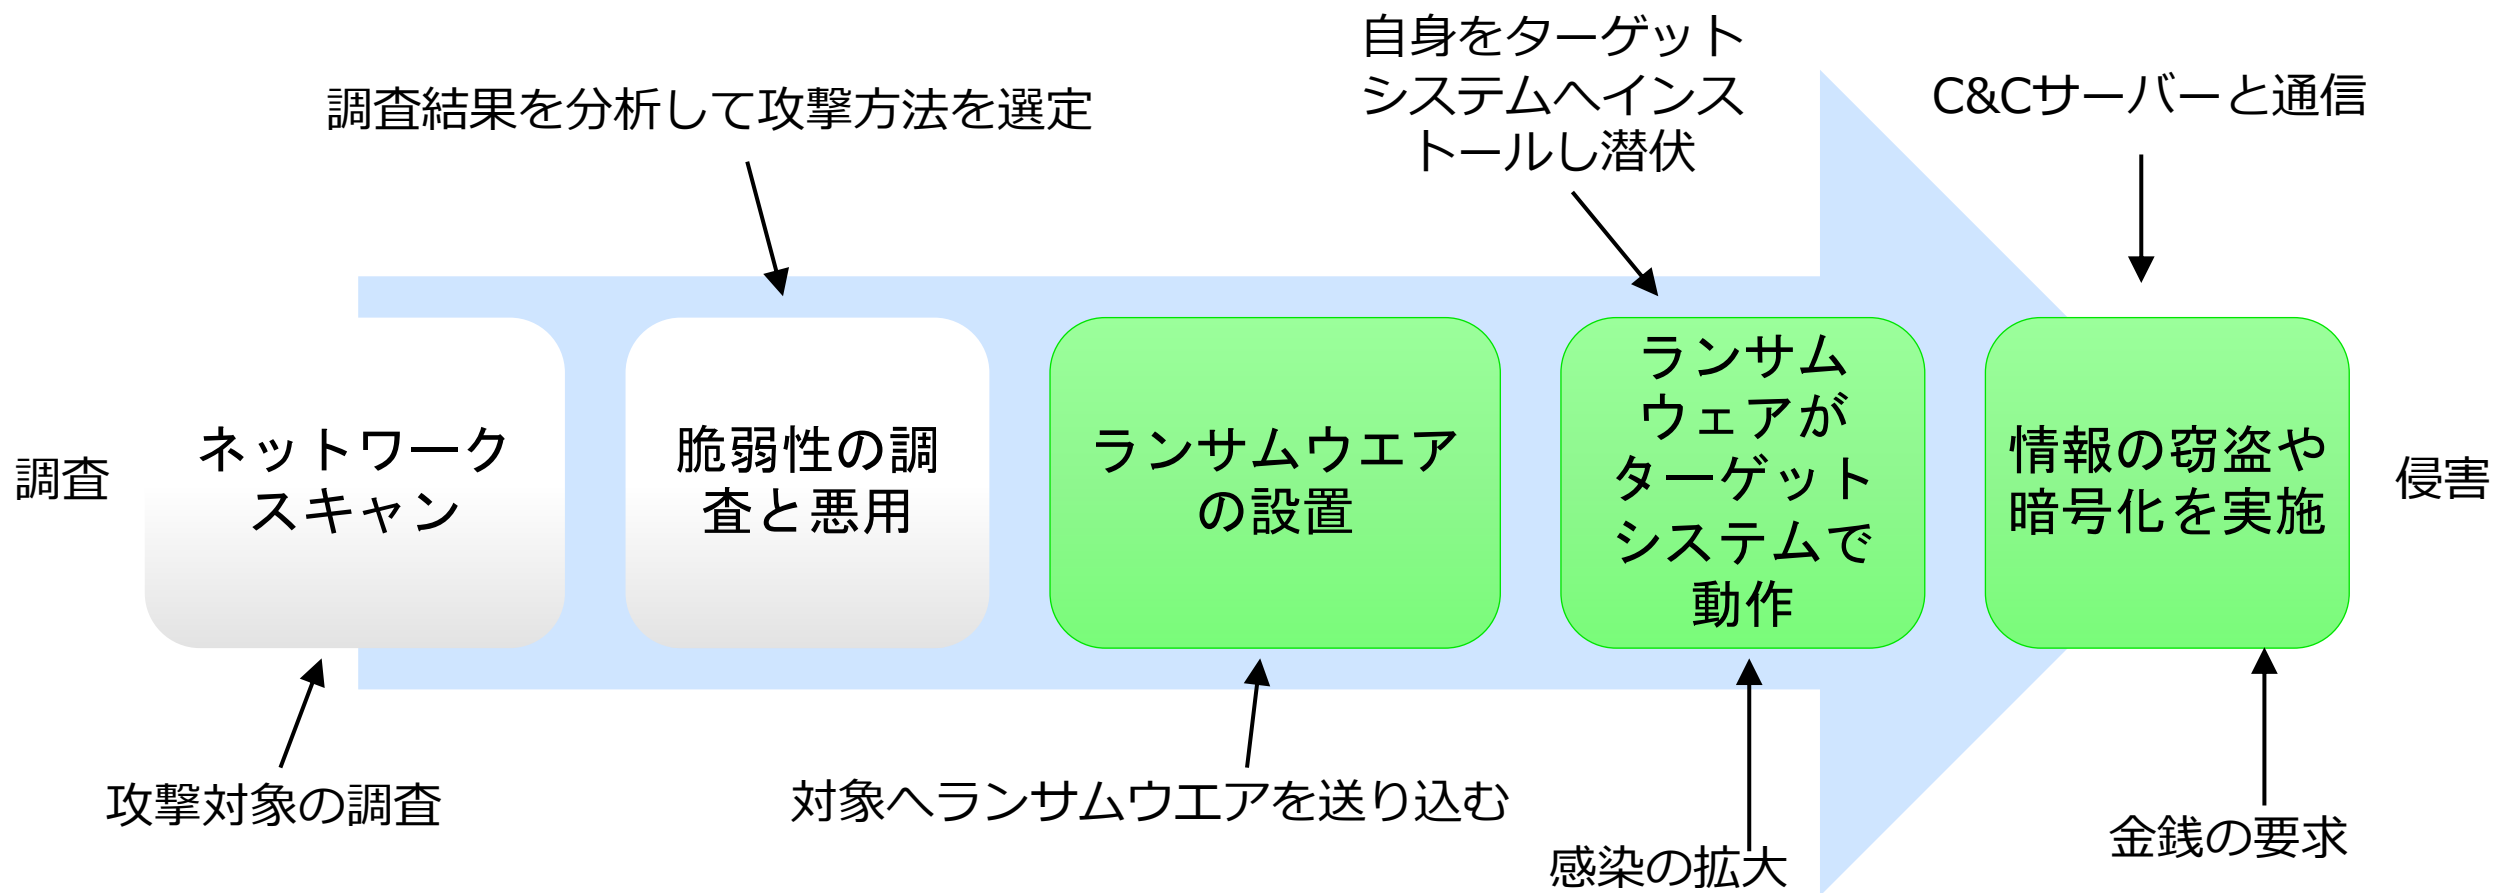 調査
ネットワーク
スキャン
攻撃対象の調査
調査結果を分析して攻撃方法を選定
脆弱性の調
査と悪用
ランサムウェア
の設置
対象へランサムウェアを送り込む
自身をターゲット
システムへインス
トールし潜伏
ランサム
ウェアが
ターゲット
システムで
動作
感染の拡大
C&Cサーバーと通信
情報の窃盗と
暗号化を実施
金銭の要求
侵害